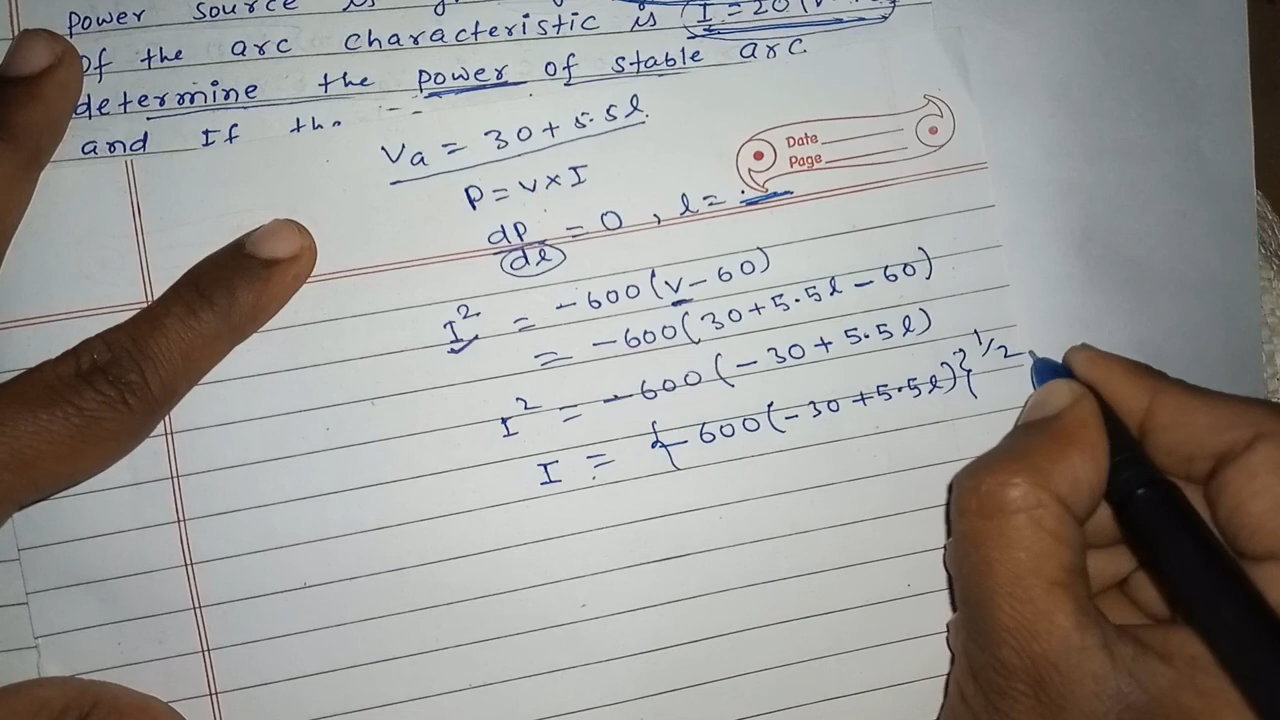 power source is
of the arc characteristic is I = 20 (V
determine the power of stable arc.
and If the
Va = 30 + 5.5l.
Date
Page
P = V × I
dP/dl = 0 , l =
I² = -600 (V - 60)
= -600 (30 + 5.5l - 60)
I² = -600 (-30 + 5.5l)
I = {-600 (-30 + 5.5l)}^1/2